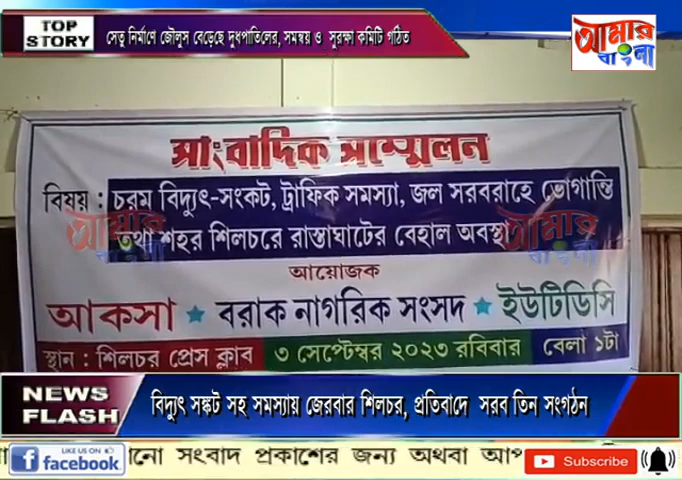 TOP STORY
সেতু নির্মাণে জৌলুস বেড়েছে দুধপাতিলের, সমন্বয় ও সুরক্ষা কমিটি গঠিত
আমার বাংলা
সাংবাদিক সম্মেলন
বিষয় : চরম বিদ্যুৎ-সংকট, ট্রাফিক সমস্যা, জল সরবরাহে ভোগান্তি
তথা শহর শিলচরে রাস্তাঘাটের বেহাল অবস্থা
আমার বাংলা
আমার বাংলা
আয়োজক
আকসা ★ বরাক নাগরিক সংসদ ★ ইউটিডিসি
স্থান : শিলচর প্রেস ক্লাব ৩ সেপ্টেম্বর ২০২৩ রবিবার বেলা ১টা
NEWS FLASH
বিদ্যুৎ সঙ্কট সহ সমস্যায় জেরবার শিলচর, প্রতিবাদে সরব তিন সংগঠন
LIKE US ON
facebook
নো সংবাদ প্রকাশের জন্য অথবা আপ
Subscribe